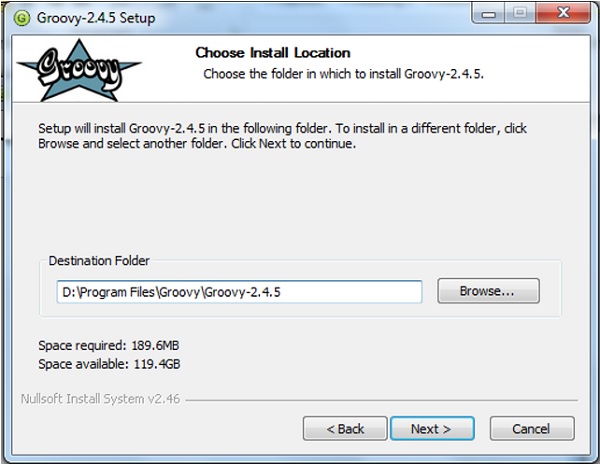 Groovy-2.4.5 Setup
Groovy
Choose Install Location
Choose the folder in which to install Groovy-2.4.5.
Setup will install Groovy-2.4.5 in the following folder. To install in a different folder, click
Browse and select another folder. Click Next to continue.
Destination Folder
D:\Program Files\Groovy\Groovy-2.4.5
Browse...
Space required: 189.6MB
Space available: 119.4GB
Nullsoft Install System v2.46
< Back
Next >
Cancel